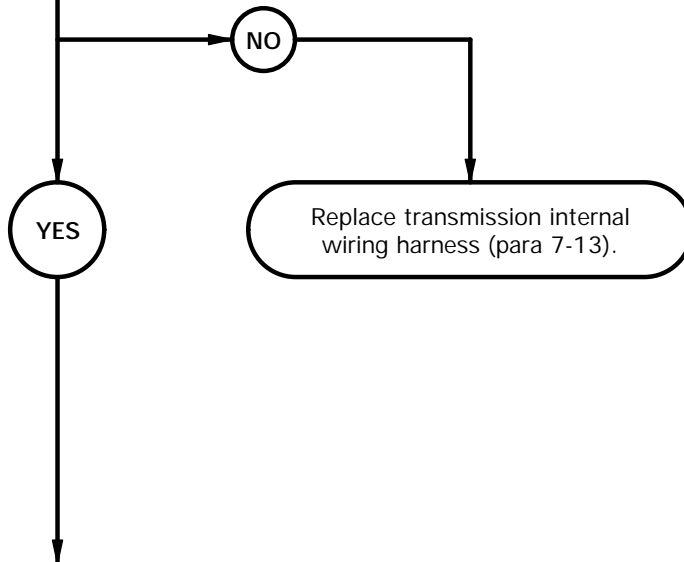 NO
YES
Replace transmission internal
wiring harness (para 7-13).